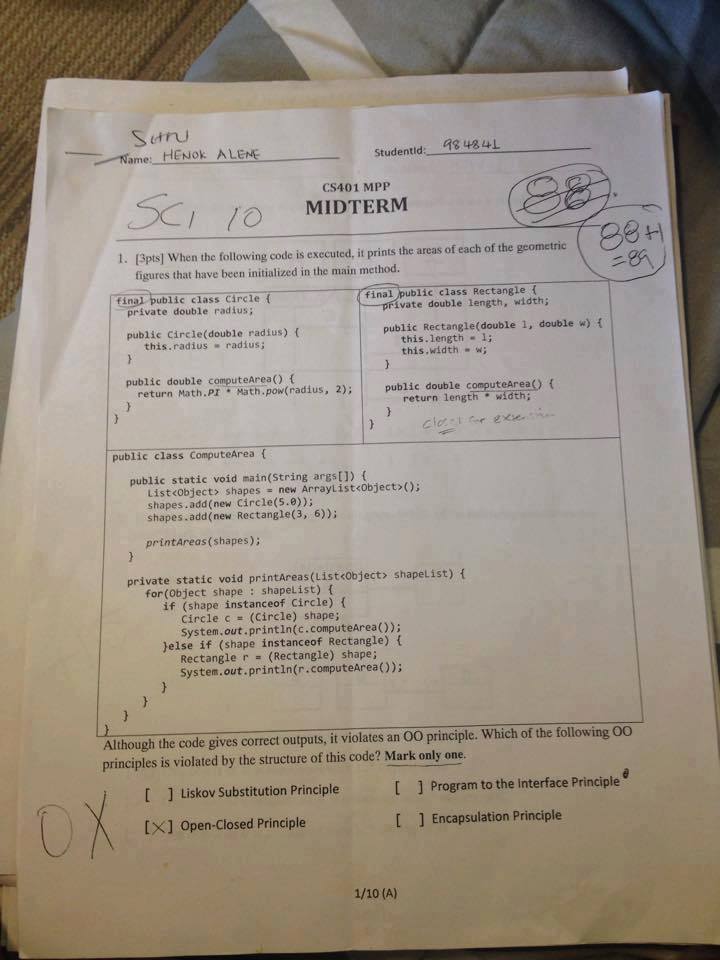 Name: HENOK ALENE
StudentId: 984841
CS401 MPP
MIDTERM
SCI 10
88
88+1
=89
1. [3pts] When the following code is executed, it prints the areas of each of the geometric
figures that have been initialized in the main method.
final public class Circle {
private double radius;
public Circle(double radius) {
this.radius = radius;
}
public double computeArea() {
return Math.PI * Math.pow(radius, 2);
}
}
final public class Rectangle {
private double length, width;
public Rectangle(double l, double w) {
this.length = l;
this.width = w;
}
public double computeArea() {
return length * width;
}
}
closed for extension
public class ComputeArea {
public static void main(String args[]) {
List<Object> shapes = new ArrayList<Object>();
shapes.add(new Circle(5.0));
shapes.add(new Rectangle(3, 6));
printAreas(shapes);
}
private static void printAreas(List<Object> shapeList) {
for(Object shape : shapeList) {
if (shape instanceof Circle) {
Circle c = (Circle) shape;
System.out.println(c.computeArea());
}else if (shape instanceof Rectangle) {
Rectangle r = (Rectangle) shape;
System.out.println(r.computeArea());
}
}
}
}
Although the code gives correct outputs, it violates an OO principle. Which of the following OO
principles is violated by the structure of this code? Mark only one.
[ ] Liskov Substitution Principle
[ ] Program to the Interface Principle
[X] Open-Closed Principle
[ ] Encapsulation Principle
0X
1/10 (A)